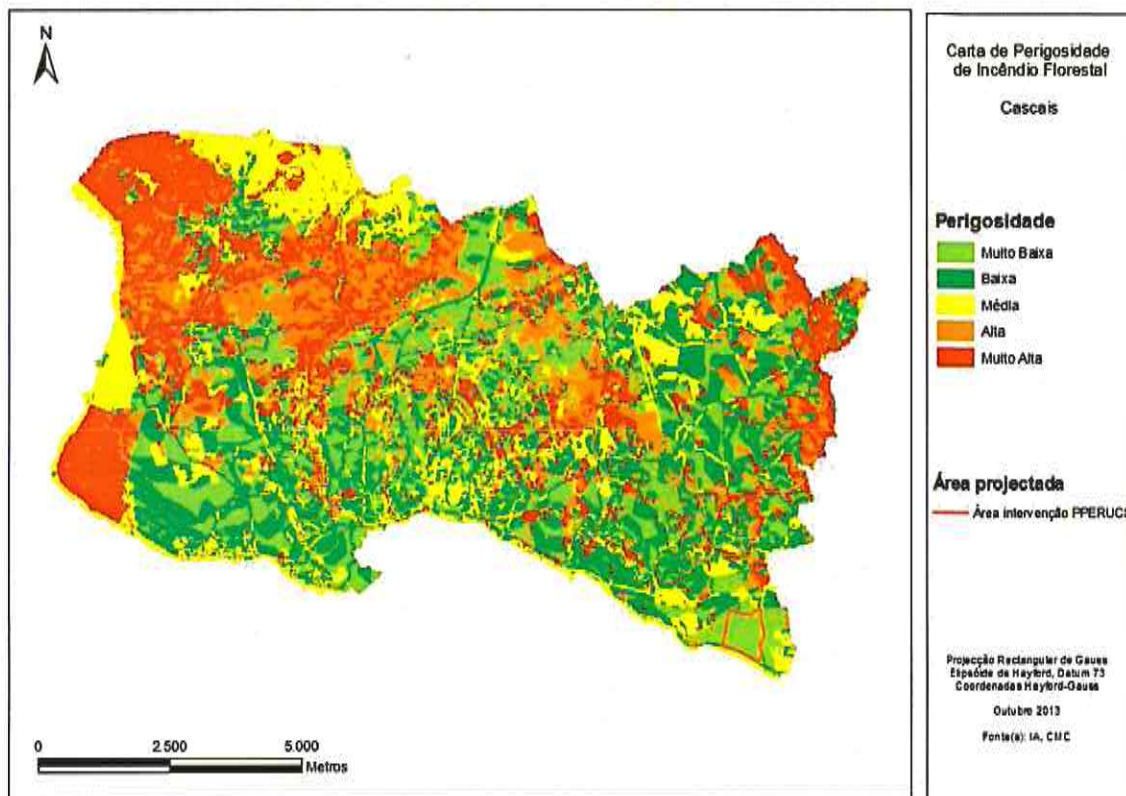 N
0 2.500 5.000
Metros
Carta de Perigosidade
de Incêndio Florestal
Cascais
Perigosidade
Muito Baixa
Baixa
Média
Alta
Muito Alta
Área projectada
Área intervenção PPERUCS
Projecção Rectangular de Gauss
Elipsóide de Hayford, Datum 73
Coordenadas Hayford-Gauss
Outubro 2013
Fonte(s): IA, CMC